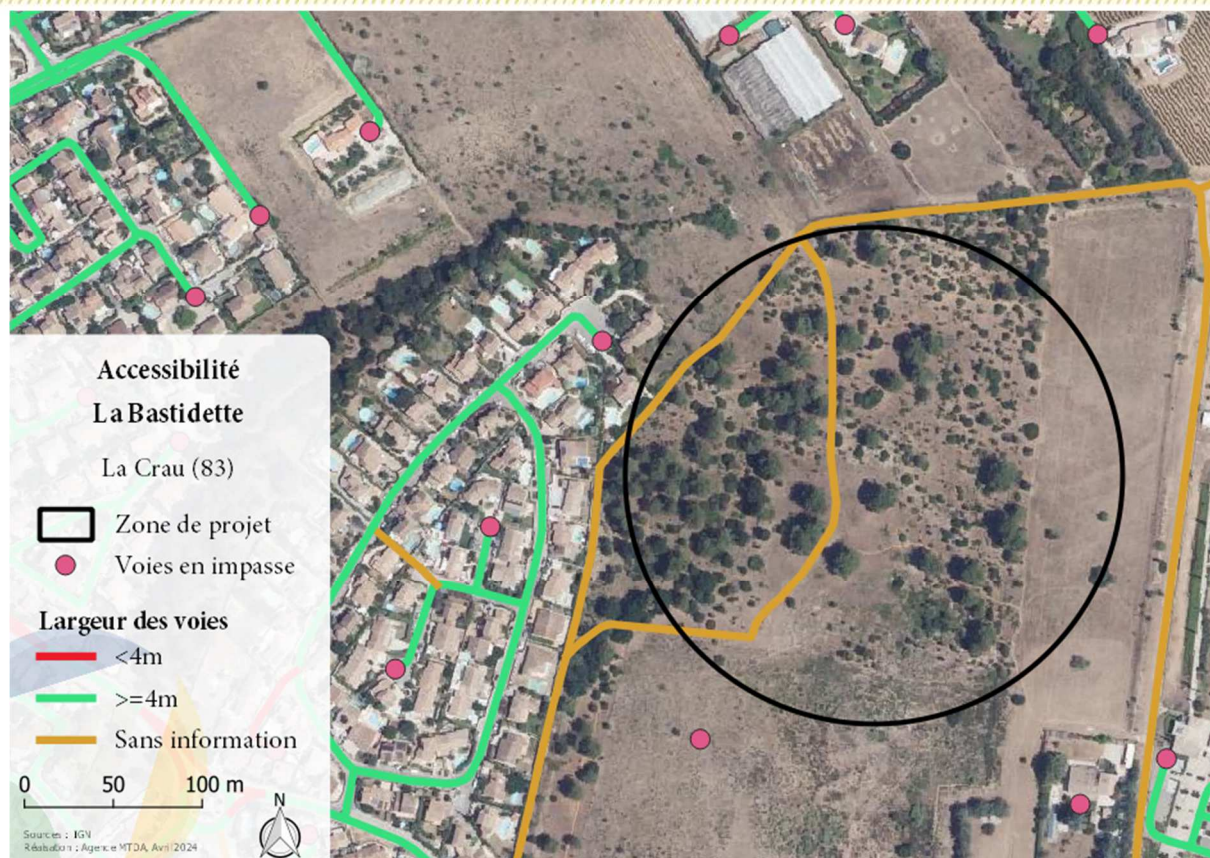 Accessibilité
La Bastidette
La Crau (83)
Zone de projet
Voies en impasse
Largeur des voies
<4m
>=4m
Sans information
0 50 100 m
N
Sources : IGN
Réalisation : Agence MTDA, Avril 2024